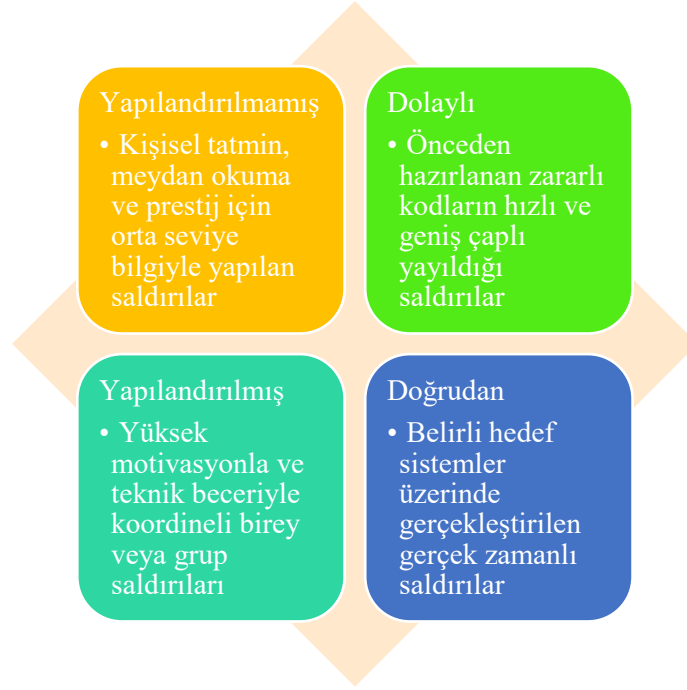 Yapılandırılmamış
• Kişisel tatmin,
meydan okuma
ve prestij için
orta seviye
bilgiyle yapılan
saldırılar
Dolaylı
• Önceden
hazırlanan zararlı
kodların hızlı ve
geniş çaplı
yayıldığı
saldırılar
Yapılandırılmış
• Yüksek
motivasyonla ve
teknik beceriyle
koordineli birey
veya grup
saldırıları
Doğrudan
• Belirli hedef
sistemler
üzerinde
gerçekleştirilen
gerçek zamanlı
saldırılar